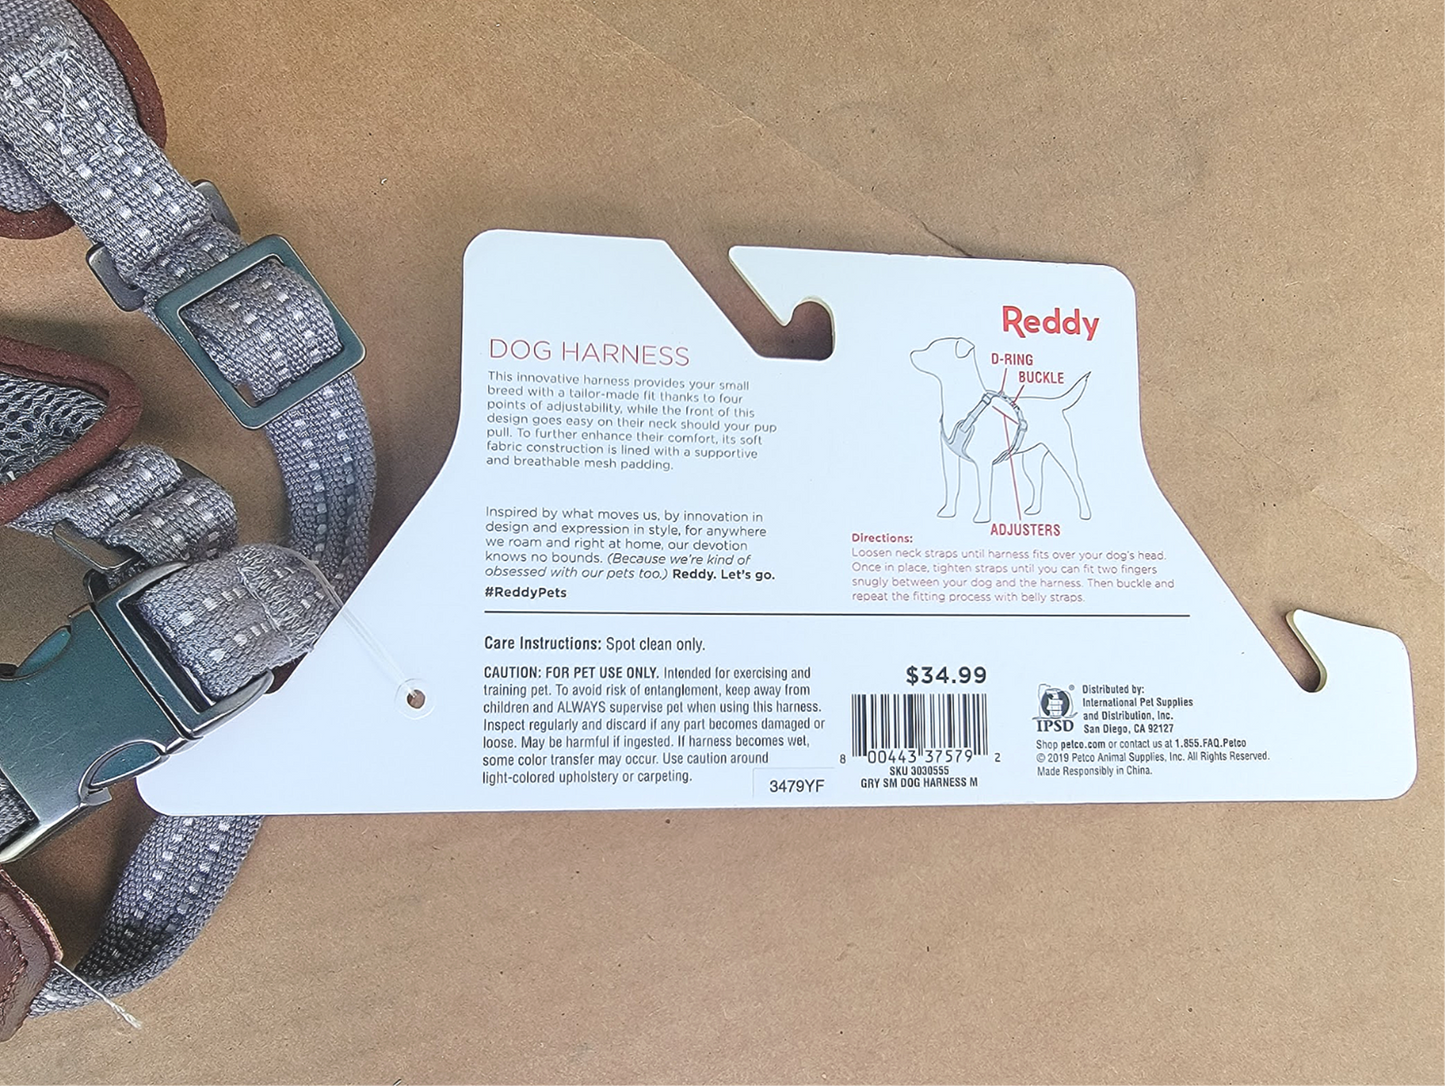 Reddy
DOG HARNESS
This innovative harness provides your small
breed with a tailor-made fit thanks to four
points of adjustability, while the front of this
design goes easy on their neck should your pup
pull. To further enhance their comfort, its soft
fabric construction is lined with a supportive
and breathable mesh padding.
Inspired by what moves us, by innovation in
design and expression in style, for anywhere
we roam and right at home, our devotion
knows no bounds. (Because we're kind of
obsessed with our pets too.) Reddy. Let's go.
#ReddyPets
D-RING
BUCKLE
ADJUSTERS
Directions:
Loosen neck straps until harness fits over your dog's head.
Once in place, tighten straps until you can fit two fingers
snugly between your dog and the harness. Then buckle and
repeat the fitting process with belly straps.
Care Instructions: Spot clean only.
CAUTION: FOR PET USE ONLY. Intended for exercising and
training pet. To avoid risk of entanglement, keep away from
children and ALWAYS supervise pet when using this harness.
Inspect regularly and discard if any part becomes damaged or
loose. May be harmful if ingested. If harness becomes wet,
some color transfer may occur. Use caution around
light-colored upholstery or carpeting.
3479YF
$34.99
8 00443 37579 2
SKU 3030555
GRY SM DOG HARNESS M
IPSD
®
Distributed by:
International Pet Supplies
and Distribution, Inc.
San Diego, CA 92127
Shop petco.com or contact us at 1.855.FAQ.Petco
© 2019 Petco Animal Supplies, Inc. All Rights Reserved.
Made Responsibly in China.